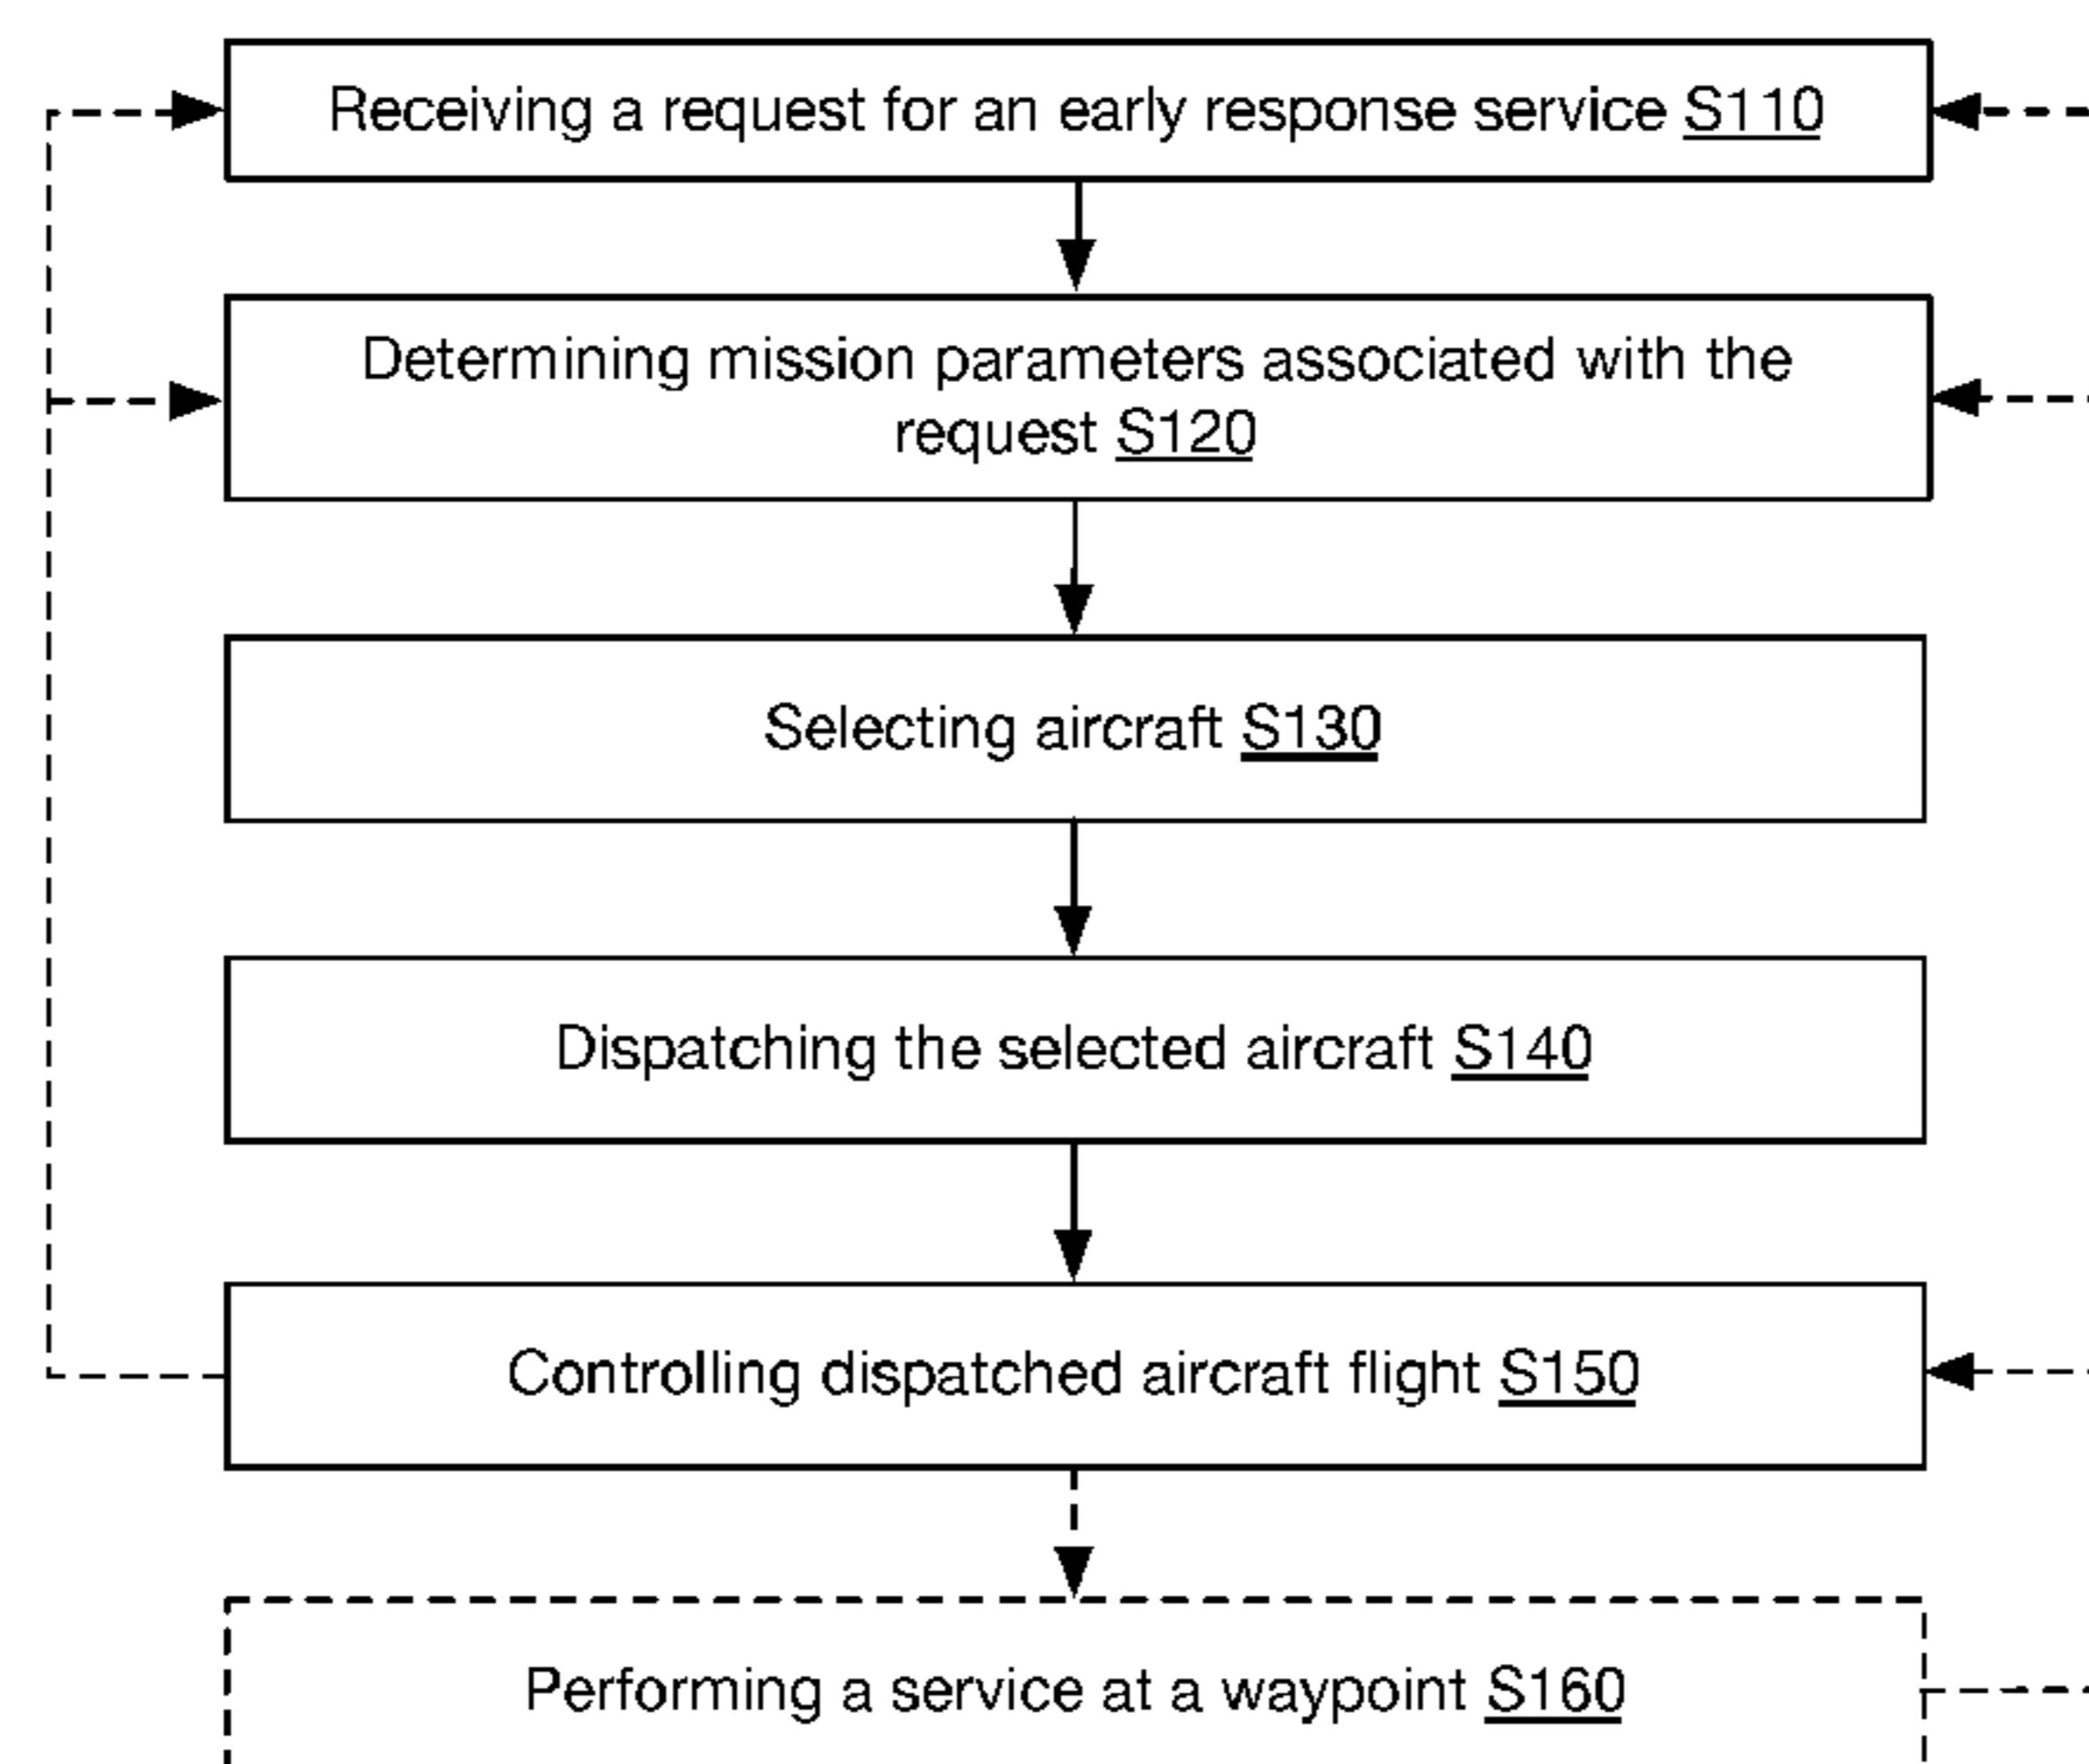 Receiving a request for an early response service S110
Determining mission parameters associated with the
request S120
Selecting aircraft S130
Dispatching the selected aircraft S140
Controlling dispatched aircraft flight S150
Performing a service at a waypoint S160